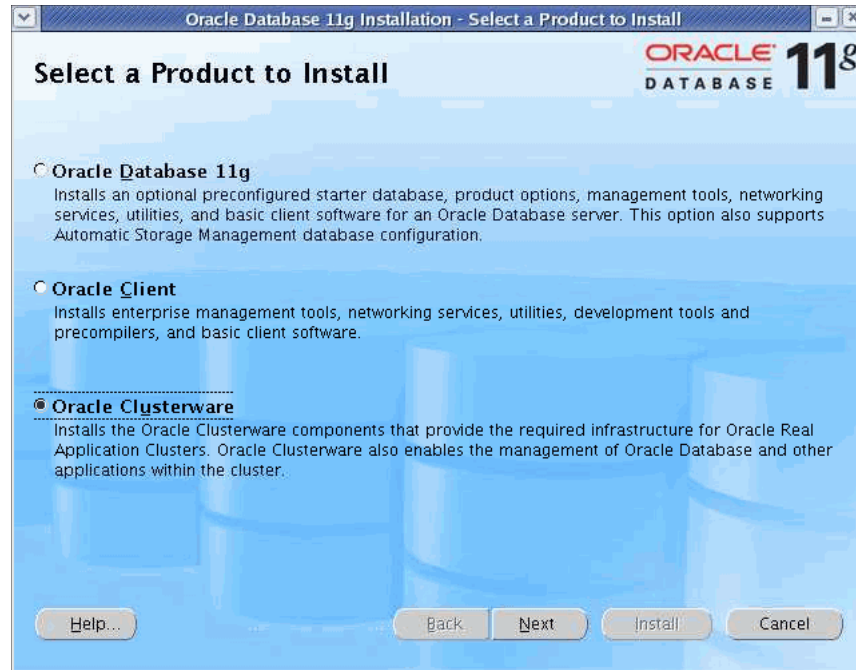 Oracle Database 11g Installation - Select a Product to Install
Select a Product to Install
ORACLE
DATABASE
11g
Oracle Database 11g
Installs an optional preconfigured starter database, product options, management tools, networking
services, utilities, and basic client software for an Oracle Database server. This option also supports
Automatic Storage Management database configuration.
Oracle Client
Installs enterprise management tools, networking services, utilities, development tools and
precompilers, and basic client software.
Oracle Clusterware
Installs the Oracle Clusterware components that provide the required infrastructure for Oracle Real
Application Clusters. Oracle Clusterware also enables the management of Oracle Database and other
applications within the cluster.
Help...
Back
Next
Install
Cancel